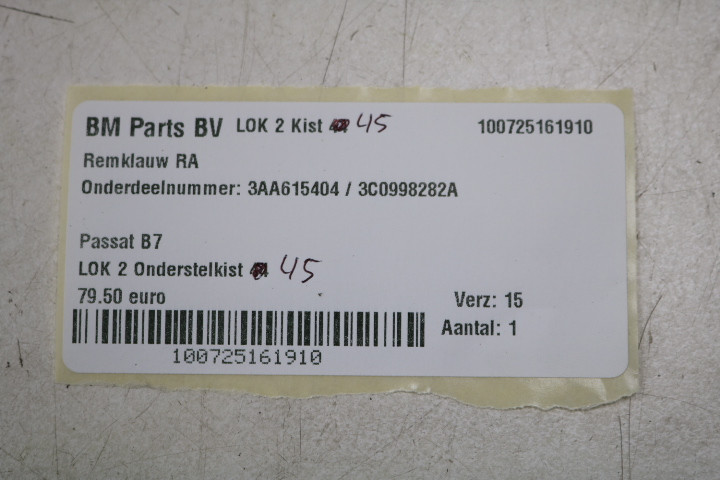 BM Parts BV LOK 2 Kist 45 100725161910
Remklauw RA
Onderdeelnummer: 3AA615404 / 3C0998282A
Passat B7
LOK 2 Onderstelkist 45
79.50 euro Verz: 15
Aantal: 1
100725161910